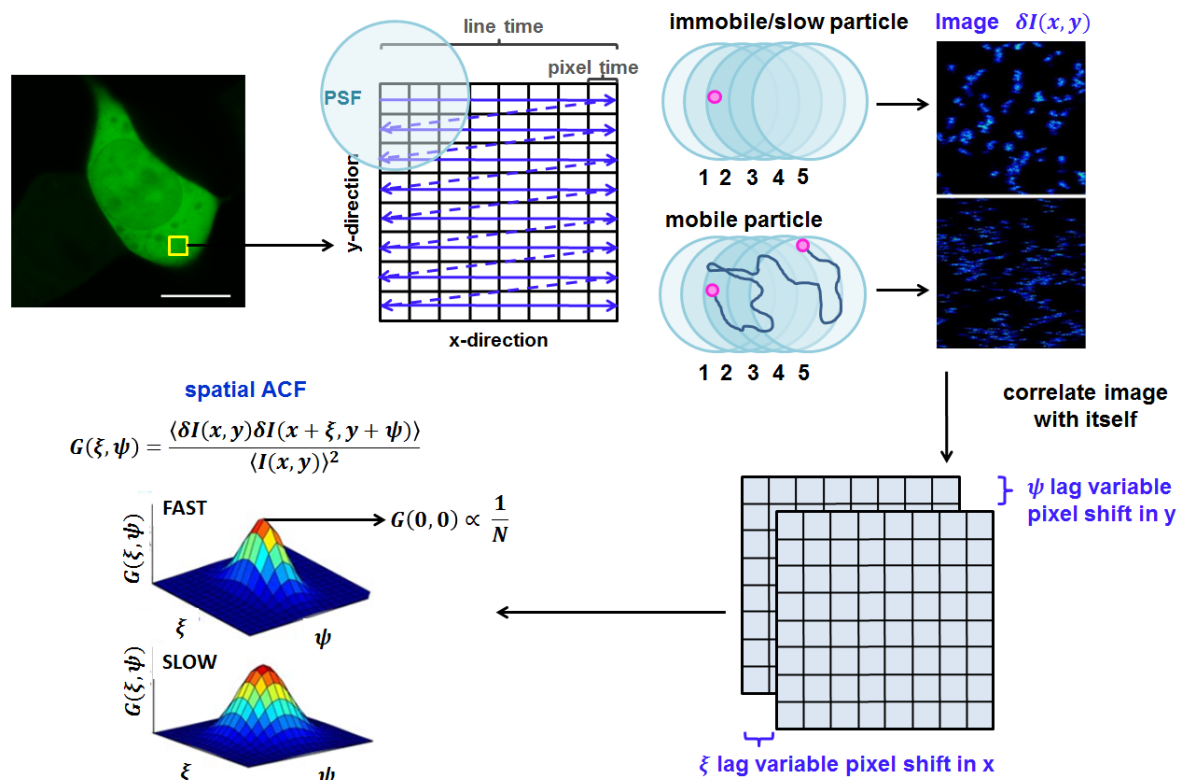 line time
pixel time
PSF
y-direction
x-direction
immobile/slow particle
1 2 3 4 5
mobile particle
1 2 3 4 5
Image δI(x, y)
correlate image
with itself
ψ lag variable
pixel shift in y
ξ lag variable pixel shift in x
spatial ACF
G(ξ, ψ) = ⟨δI(x, y)δI(x + ξ, y + ψ)⟩ / ⟨I(x, y)⟩²
FAST
G(0, 0) ∝ 1/N
G(ξ, ψ)
ξ
ψ
SLOW
G(ξ, ψ)
ξ
ψ